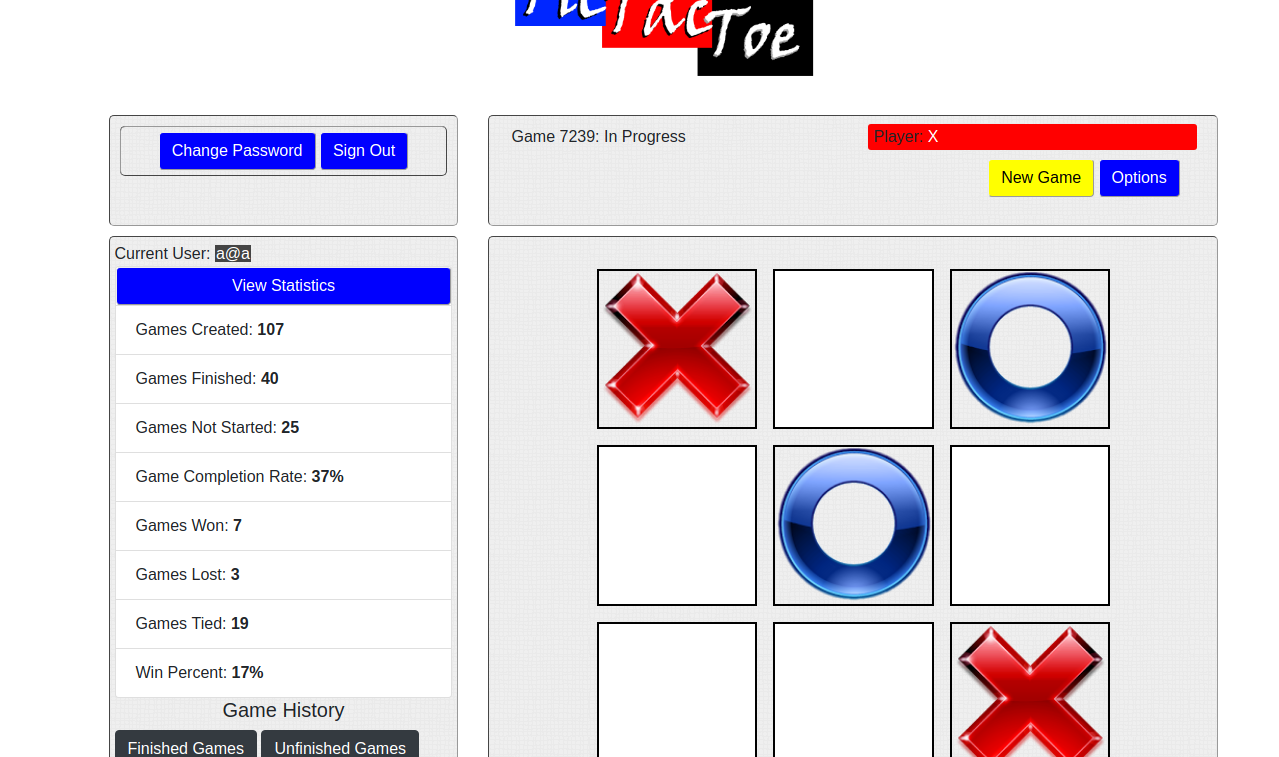 Tic Tac Toe
Change Password
Sign Out
Game 7239: In Progress
Player: X
New Game
Options
Current User: a@a
View Statistics
Games Created: 107
Games Finished: 40
Games Not Started: 25
Game Completion Rate: 37%
Games Won: 7
Games Lost: 3
Games Tied: 19
Win Percent: 17%
Game History
Finished Games
Unfinished Games